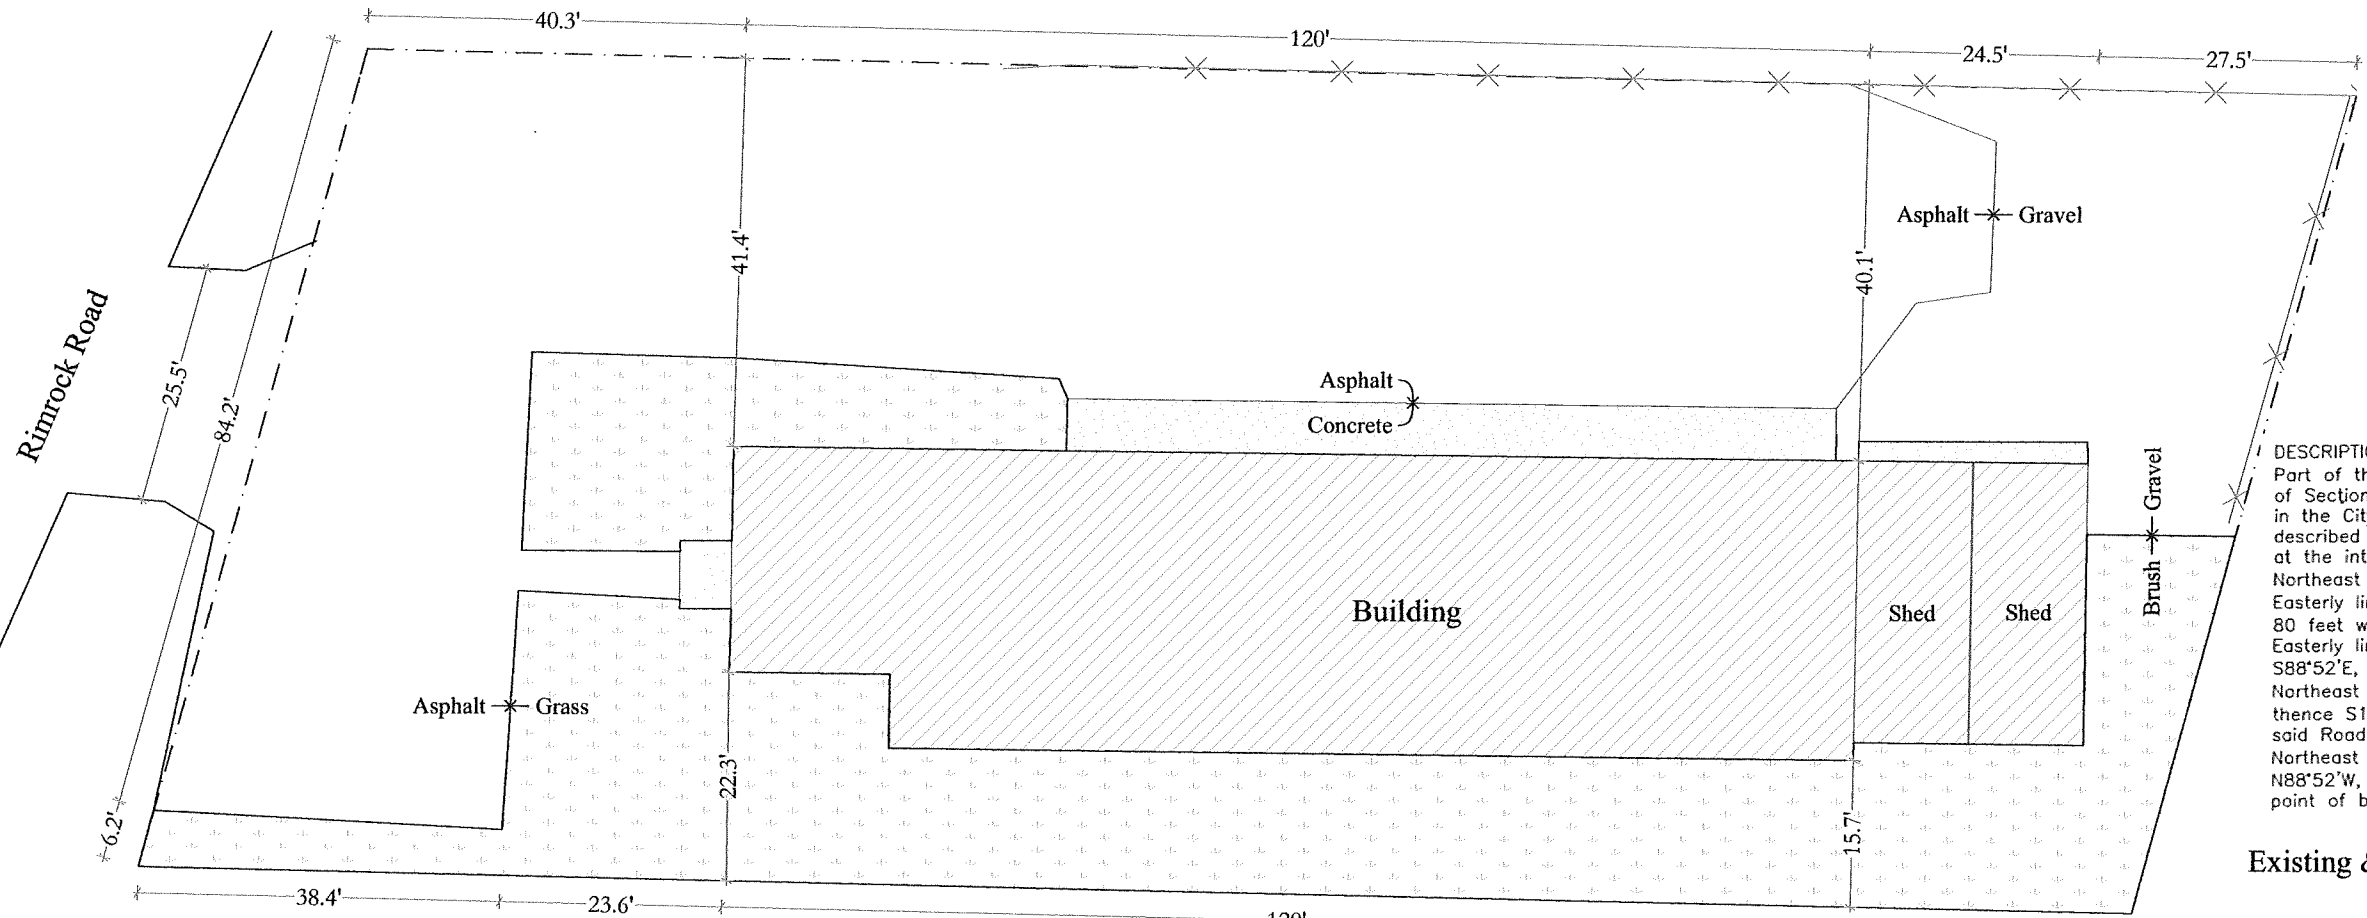 40.3'
120'
24.5'
27.5'
Asphalt
Gravel
41.4'
40.1'
Rimrock Road
25.5'
84.2'
Asphalt
Concrete
Gravel
Brush
Building
Shed
Shed
Asphalt
Grass
22.3'
15.7'
6.2'
38.4'
23.6'
120'
Part of th
of Section
in the Cit
described
at the int
Northeast
Easterly li
80 feet w
Easterly li
S88°52'E,
Northeast
thence S1
said Road
Northeast
N88°52'W,
point of b
Existing &